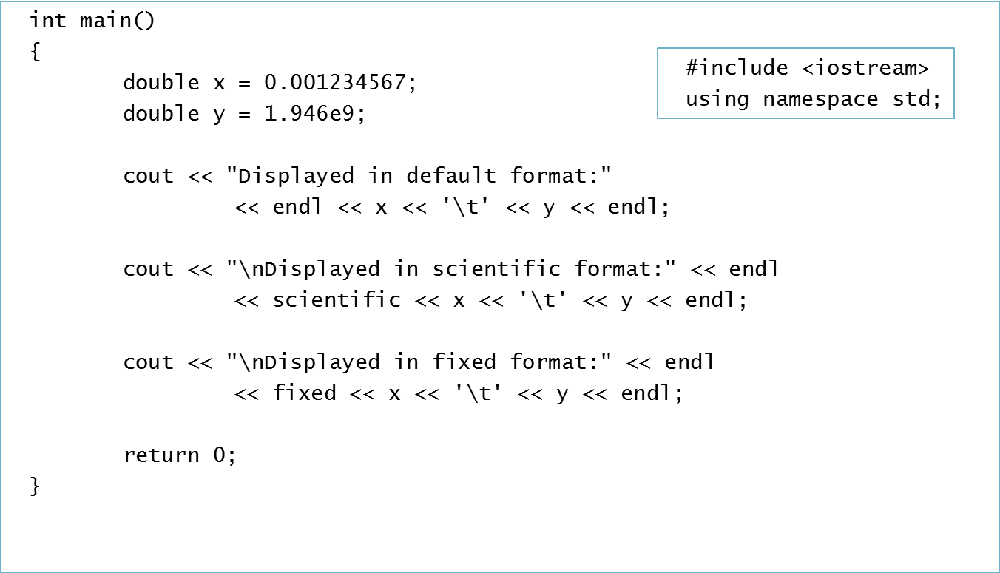 int main()
{
#include <iostream>
using namespace std;
double x = 0.001234567;
double y = 1.946e9;
cout << "Displayed in default format:"
<< endl << x << '\t' << y << endl;
cout << "\nDisplayed in scientific format:" << endl
<< scientific << x << '\t' << y << endl;
cout << "\nDisplayed in fixed format:" << endl
<< fixed << x << '\t' << y << endl;
return 0;
}